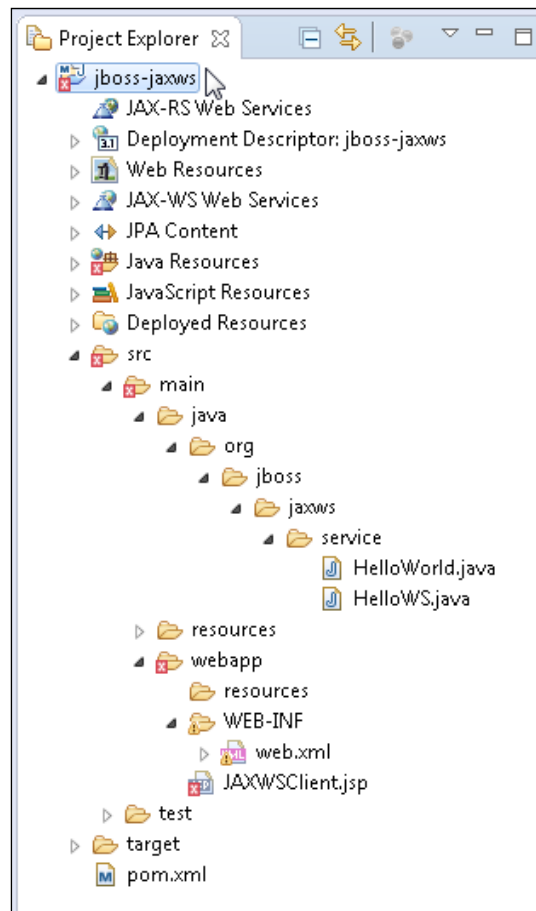 Project Explorer
jboss-jaxws
JAX-RS Web Services
3.1 Deployment Descriptor: jboss-jaxws
Web Resources
JAX-WS Web Services
JPA Content
Java Resources
JavaScript Resources
Deployed Resources
src
main
java
org
jboss
jaxws
service
HelloWorld.java
HelloWS.java
resources
webapp
resources
WEB-INF
web.xml
JAXWSClient.jsp
test
target
pom.xml